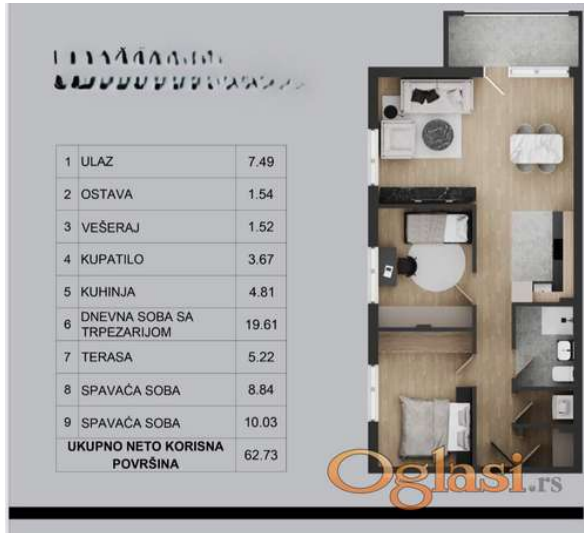 1 ULAZ 7.49
2 OSTAVA 1.54
3 VEŠERAJ 1.52
4 KUPATILO 3.67
5 KUHINJA 4.81
6 DNEVNA SOBA SA
TRPEZARIJOM 19.61
7 TERASA 5.22
8 SPAVAĆA SOBA 8.84
9 SPAVAĆA SOBA 10.03
UKUPNO NETO KORISNA
POVRŠINA 62.73
Oglasi.rs